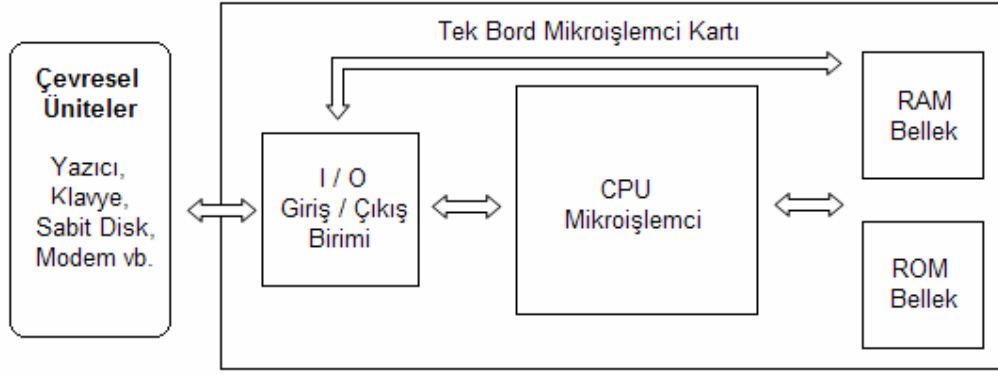 Tek Bord Mikroişlemci Kartı
Çevresel
Üniteler
Yazıcı,
Klavye,
Sabit Disk,
Modem vb.
I / O
Giriş / Çıkış
Birimi
CPU
Mikroişlemci
RAM
Bellek
ROM
Bellek